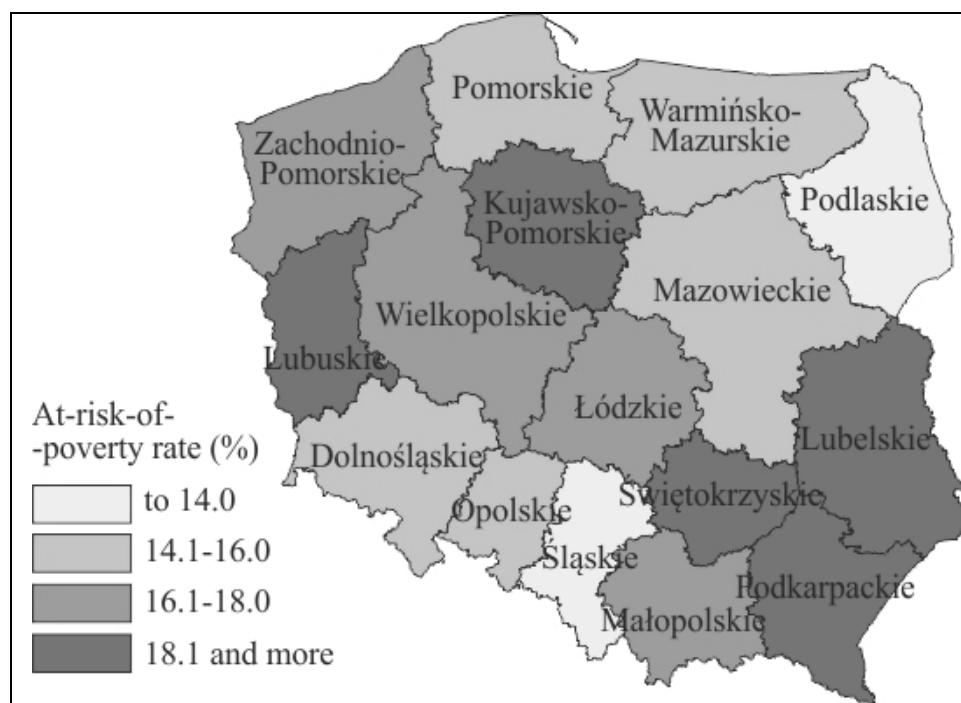 Pomorskie
Warmińsko-
Mazurskie
Zachodnio-
Pomorskie
Podlaskie
Kujawsko-
Pomorskie
Mazowieckie
Wielkopolskie
Lubuskie
Łódzkie
Lubelskie
Dolnośląskie
Świętokrzyskie
Opolskie
Śląskie
Podkarpackie
Małopolskie
At-risk-of-
-poverty rate (%)
to 14.0
14.1-16.0
16.1-18.0
18.1 and more